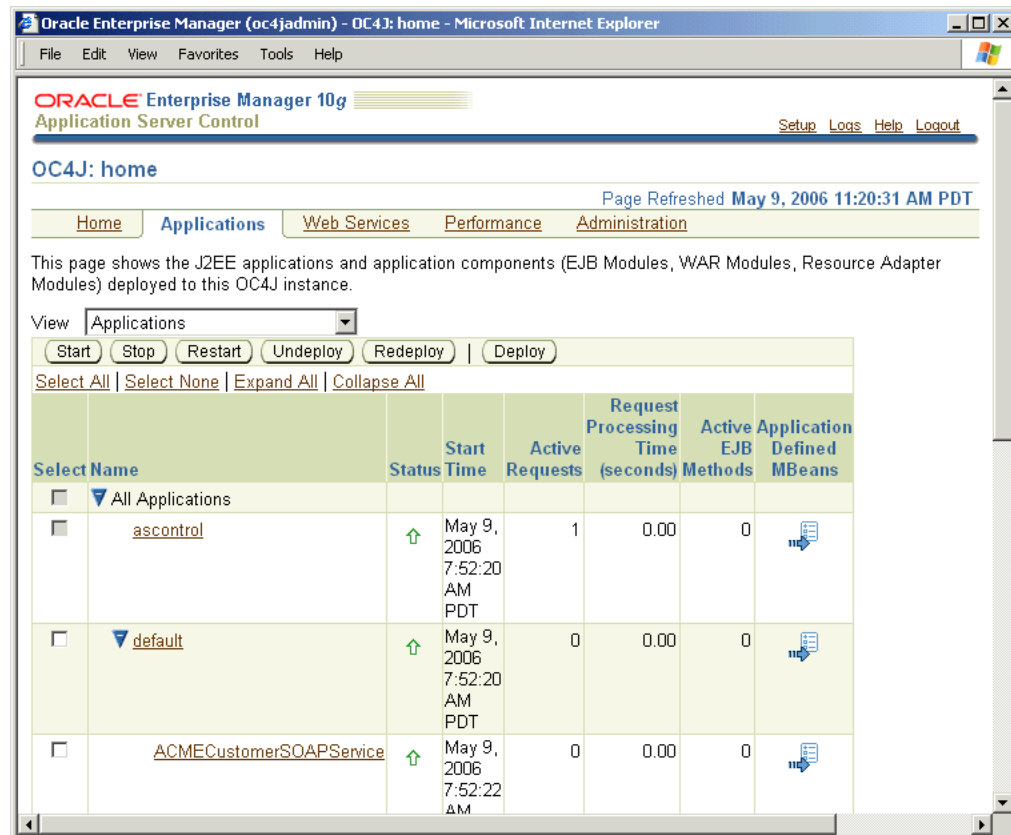 Oracle Enterprise Manager (oc4jadmin) - OC4J: home - Microsoft Internet Explorer
File Edit View Favorites Tools Help
ORACLE Enterprise Manager 10g
Application Server Control
Setup Logs Help Logout
OC4J: home
Page Refreshed May 9, 2006 11:20:31 AM PDT
Home Applications Web Services Performance Administration
This page shows the J2EE applications and application components (EJB Modules, WAR Modules, Resource Adapter
Modules) deployed to this OC4J instance.
View Applications
Start Stop Restart Undeploy Redeploy | Deploy
Select All | Select None | Expand All | Collapse All
Select Name Status Start Time Active Requests Request Processing Time (seconds) Active EJB Methods Application Defined MBeans
All Applications
ascontrol May 9, 2006 7:52:20 AM PDT 1 0.00 0
default May 9, 2006 7:52:20 AM PDT 0 0.00 0
ACMECustomerSOAPService May 9, 2006 7:52:22 AM 0 0.00 0